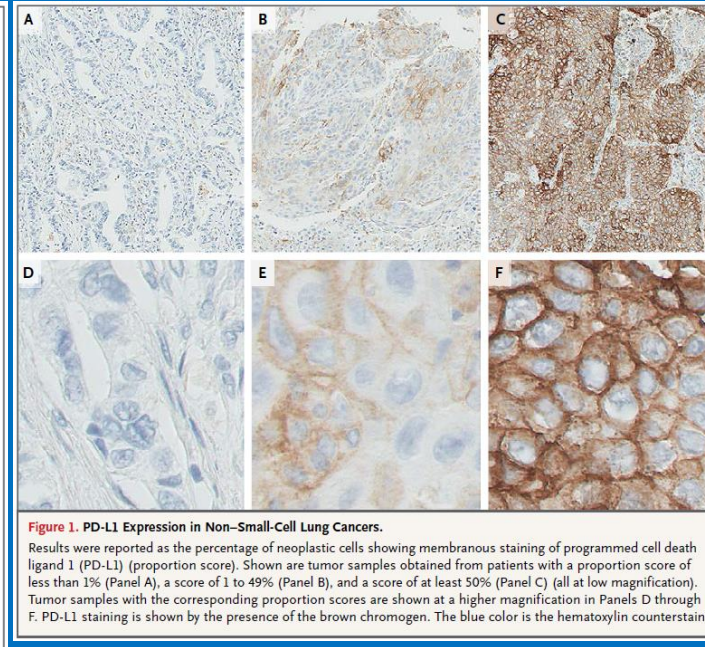 A
B
C
D
E
F
Figure 1. PD-L1 Expression in Non–Small-Cell Lung Cancers.
Results were reported as the percentage of neoplastic cells showing membranous staining of programmed cell death
ligand 1 (PD-L1) (proportion score). Shown are tumor samples obtained from patients with a proportion score of
less than 1% (Panel A), a score of 1 to 49% (Panel B), and a score of at least 50% (Panel C) (all at low magnification).
Tumor samples with the corresponding proportion scores are shown at a higher magnification in Panels D through
F. PD-L1 staining is shown by the presence of the brown chromogen. The blue color is the hematoxylin counterstain